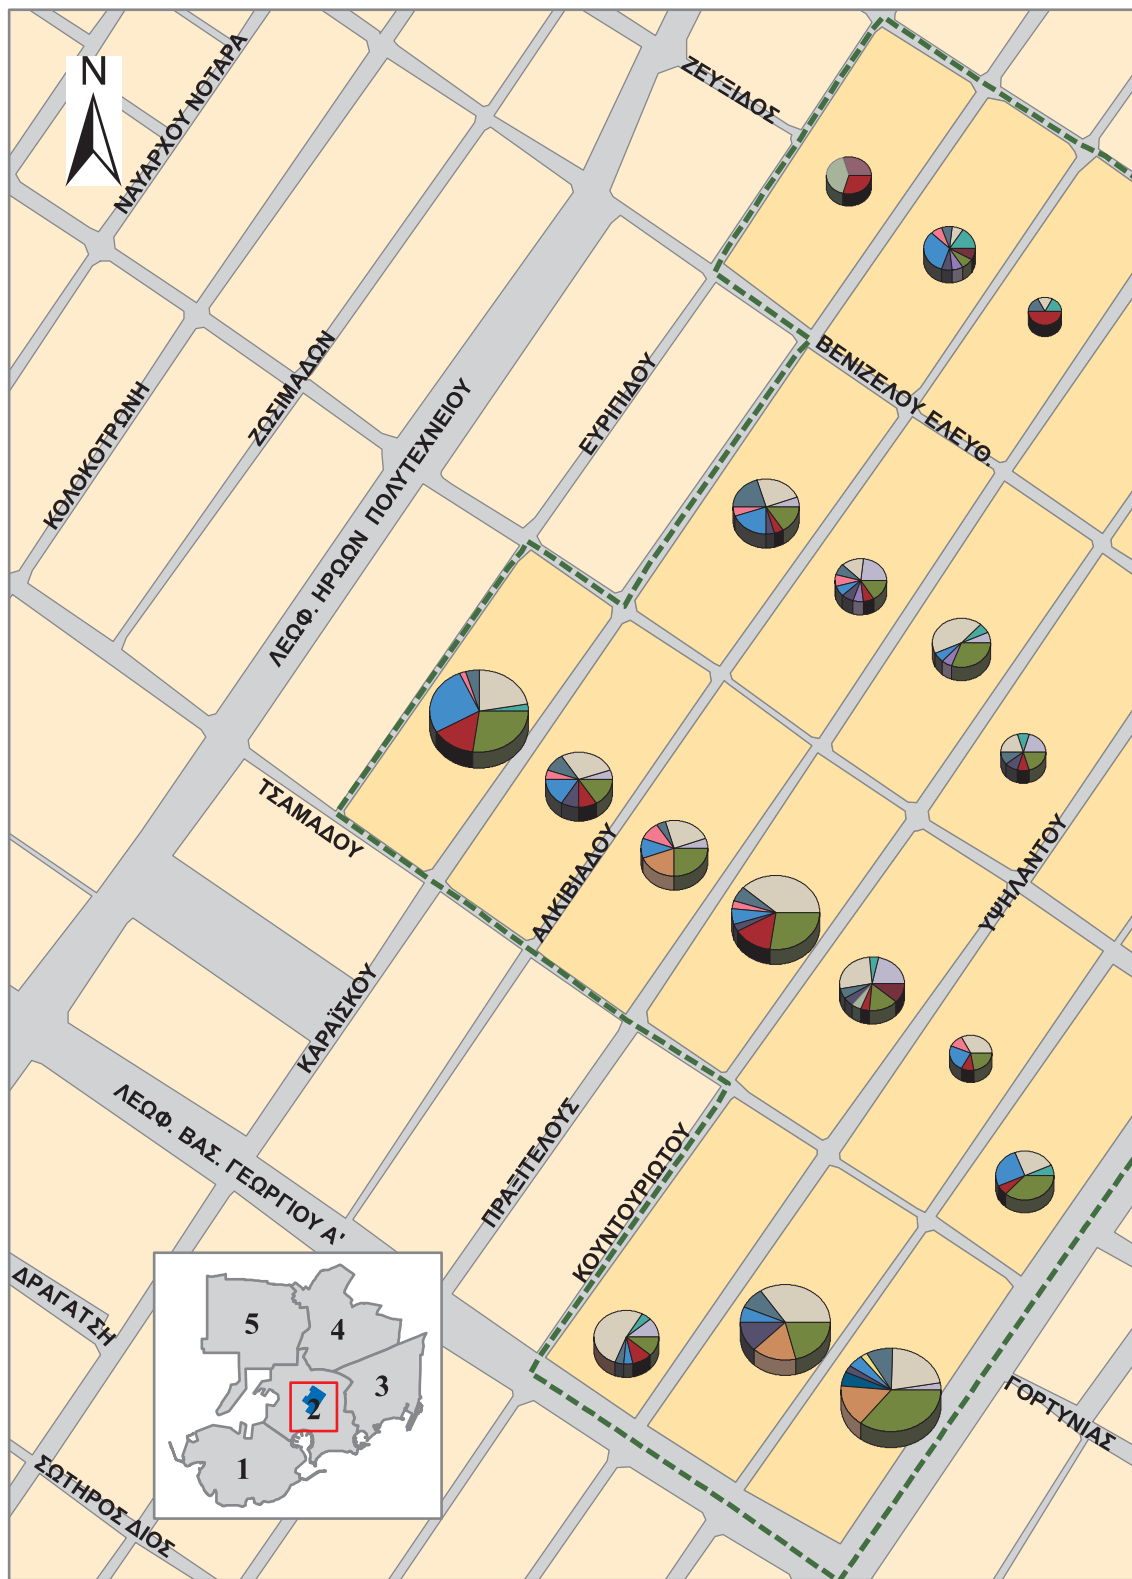 N
ΝΑΥΑΡΧΟΥ ΝΟΤΑΡΑ
ΖΕΥΞΙΔΟΣ
ΒΕΝΙΖΕΛΟΥ ΕΛΕΥΘ.
ΖΩΣΙΜΑΔΩΝ
ΕΥΡΙΠΙΔΟΥ
ΚΟΛΟΚΟΤΡΩΝΗ
ΛΕΩΦ. ΗΡΩΩΝ ΠΟΛΥΤΕΧΝΕΙΟΥ
ΤΣΑΜΑΔΟΥ
ΑΛΚΙΒΙΑΔΟΥ
ΥΨΗΛΑΝΤΟΥ
ΚΑΡΑΪΣΚΟΥ
ΛΕΩΦ. ΒΑΣ. ΓΕΩΡΓΙΟΥ Α'
ΠΡΑΞΙΤΕΛΟΥΣ
ΚΟΥΝΤΟΥΡΙΩΤΟΥ
ΔΡΑΓΑΤΣΗ
5
4
3
2
1
ΓΟΡΤΥΝΙΑΣ
ΣΩΤΗΡΟΣ ΔΙΟΣ